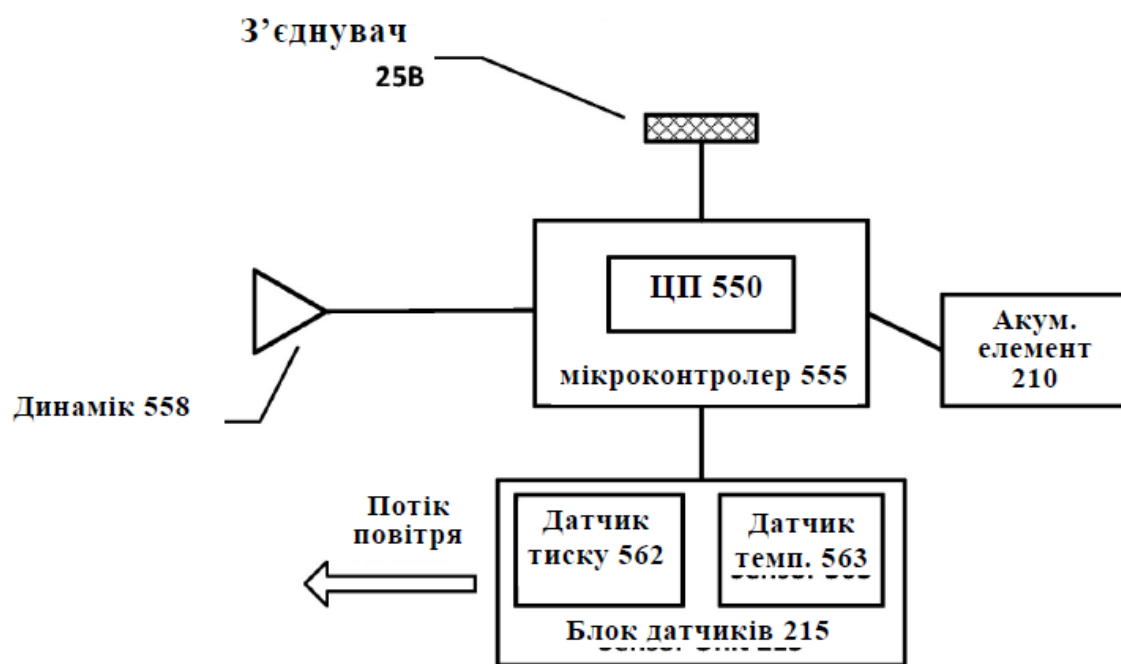 З’єднувач
25B
ЦП 550
мікроконтролер 555
Акум.
елемент
210
Динамік 558
Потік
повітря
Датчик
тиску 562
Датчик
темп. 563
Блок датчиків 215